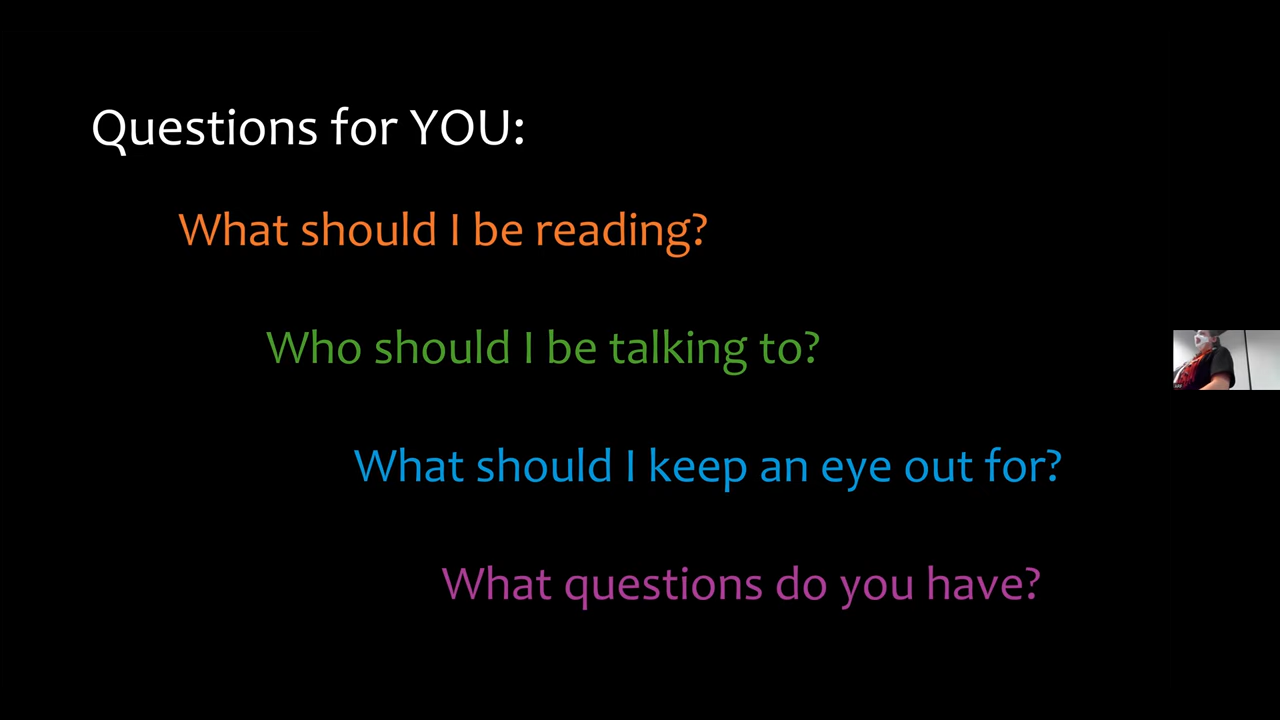 Questions for YOU:
What should I be reading?
Who should I be talking to?
What should I keep an eye out for?
What questions do you have?